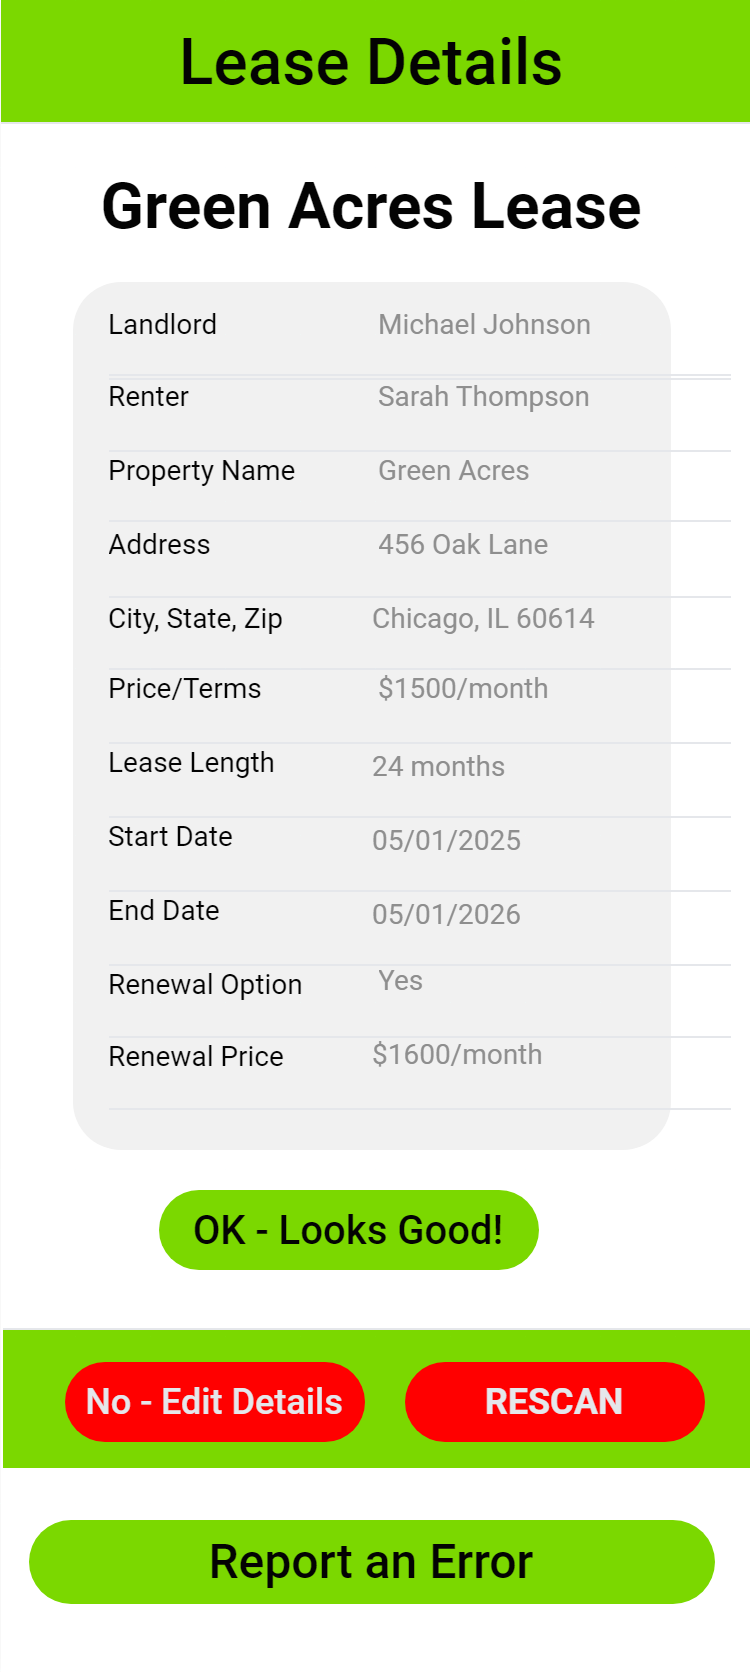 Lease Details
Green Acres Lease
Landlord Michael Johnson
Renter Sarah Thompson
Property Name Green Acres
Address 456 Oak Lane
City, State, Zip Chicago, IL 60614
Price/Terms $1500/month
Lease Length 24 months
Start Date 05/01/2025
End Date 05/01/2026
Renewal Option Yes
Renewal Price $1600/month
OK - Looks Good!
No - Edit Details RESCAN
Report an Error